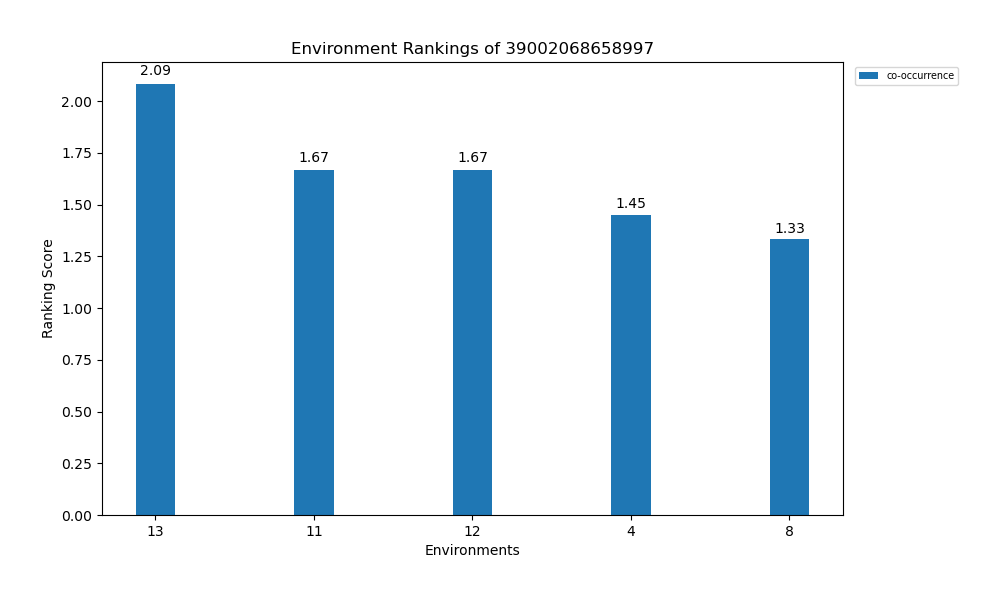 Environment Rankings of 39002068658997
co-occurrence
Ranking Score
2.00
1.75
1.50
1.25
1.00
0.75
0.50
0.25
0.00
2.09
1.67
1.67
1.45
1.33
13 11 12 4 8
Environments